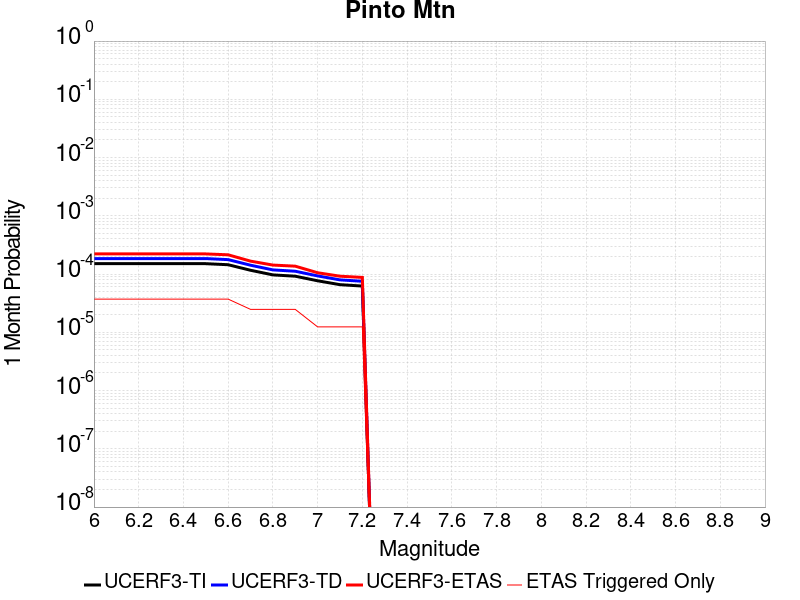 Pinto Mtn
10^0
10^-1
10^-2
10^-3
10^-4
10^-5
10^-6
10^-7
10^-8
1 Month Probability
6 6.2 6.4 6.6 6.8 7 7.2 7.4 7.6 7.8 8 8.2 8.4 8.6 8.8 9
Magnitude
UCERF3-TI UCERF3-TD UCERF3-ETAS ETAS Triggered Only